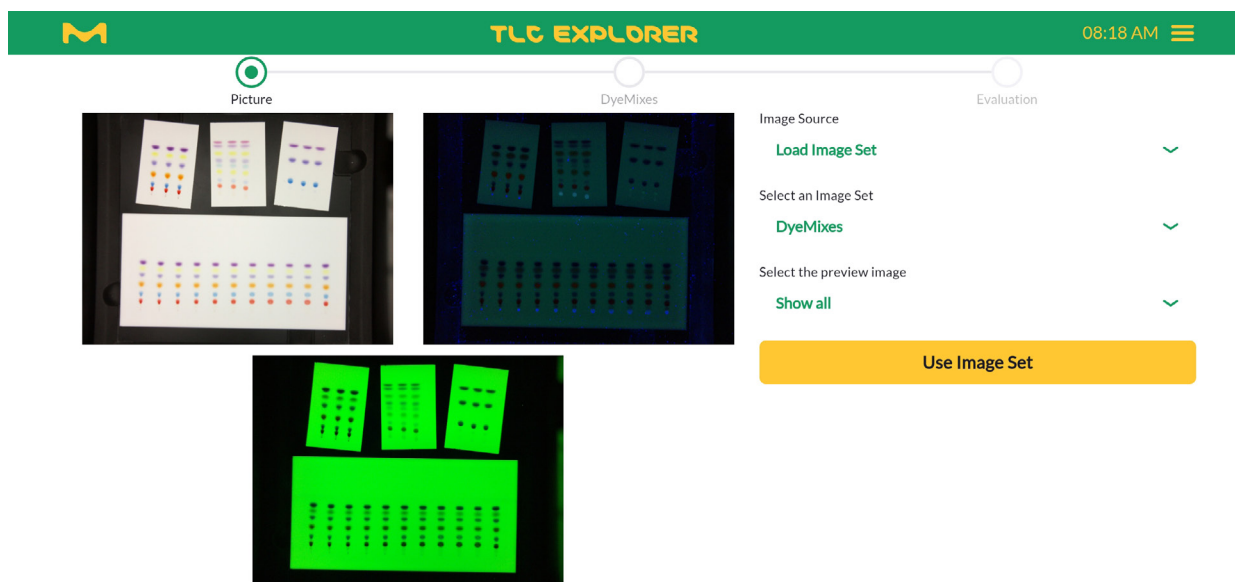 TLC EXPLORER
08:18 AM
Picture
DyeMixes
Evaluation
Image Source
Load Image Set
Select an Image Set
DyeMixes
Select the preview image
Show all
Use Image Set